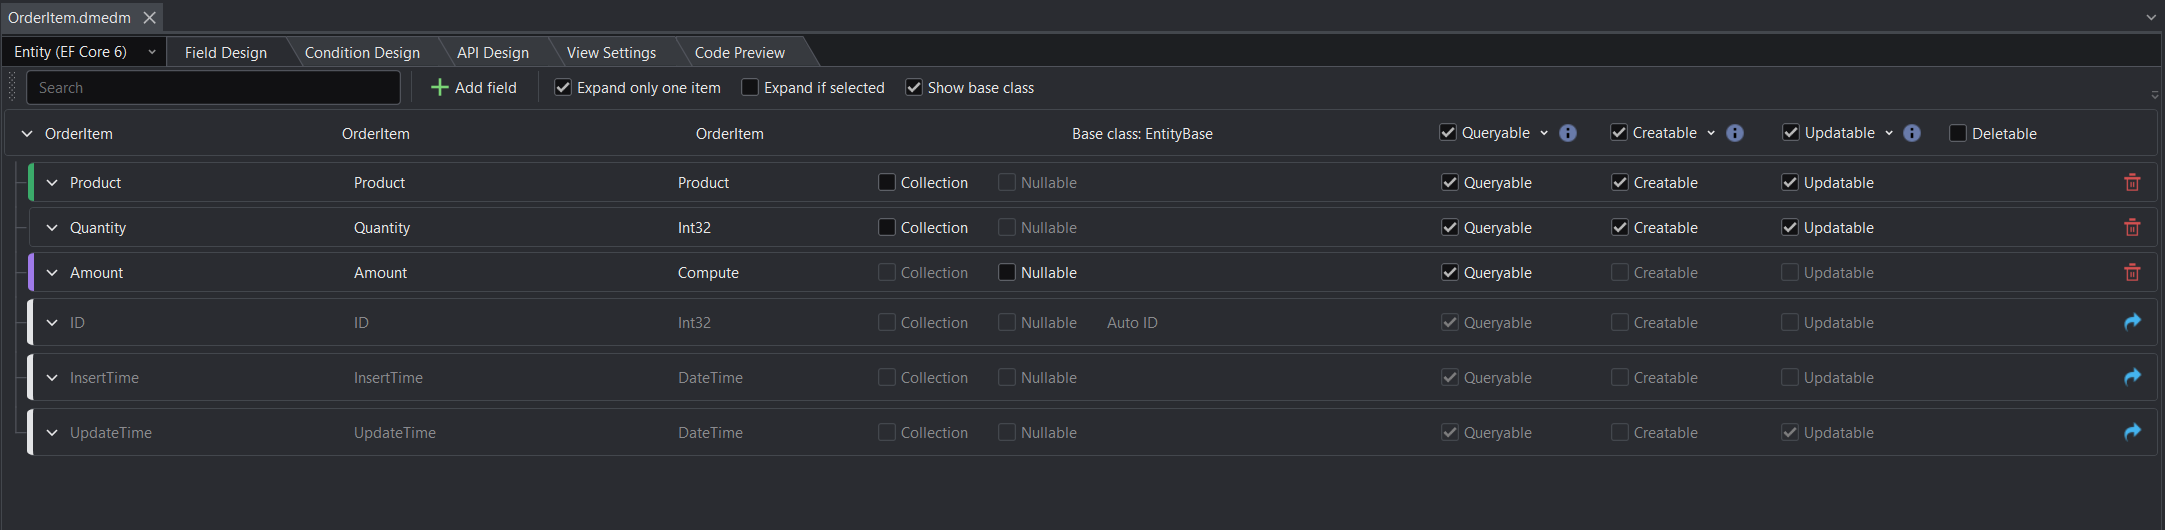 OrderItem.dmedm
Entity (EF Core 6) Field Design Condition Design API Design View Settings Code Preview
Search Add field Expand only one item Expand if selected Show base class
OrderItem OrderItem OrderItem Base class: EntityBase Queryable Creatable Updatable Deletable
Product Product Product Collection Nullable Queryable Creatable Updatable
Quantity Quantity Int32 Collection Nullable Queryable Creatable Updatable
Amount Amount Compute Collection Nullable Queryable Creatable Updatable
ID ID Int32 Collection Nullable Auto ID Queryable Creatable Updatable
InsertTime InsertTime DateTime Collection Nullable Queryable Creatable Updatable
UpdateTime UpdateTime DateTime Collection Nullable Queryable Creatable Updatable